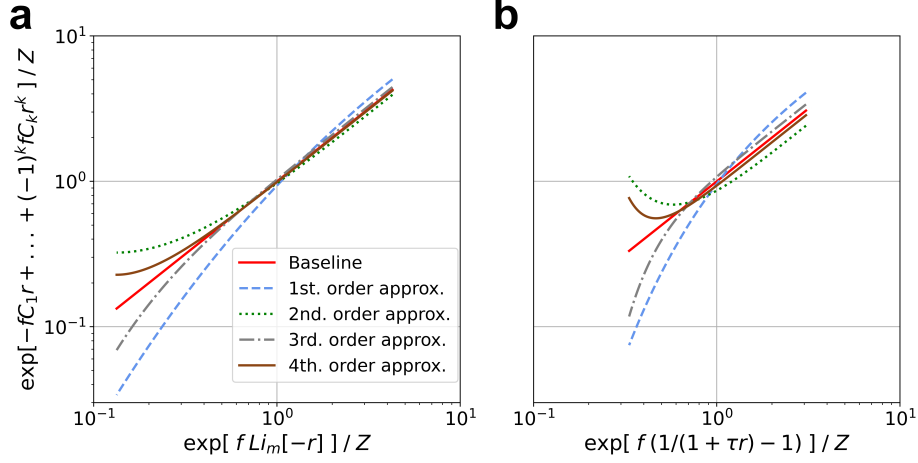 a
b
exp[−fC₁r + . . . + (−1)ᵏfCₖrᵏ ] / Z
10¹
10⁰
10⁻¹
Baseline
1st. order approx.
2nd. order approx.
3rd. order approx.
4th. order approx.
10⁻¹
10⁰
10¹
exp[ f Liₘ[−r] ] / Z
10⁻¹
10⁰
10¹
exp[ f (1/(1 + τr) − 1) ] / Z